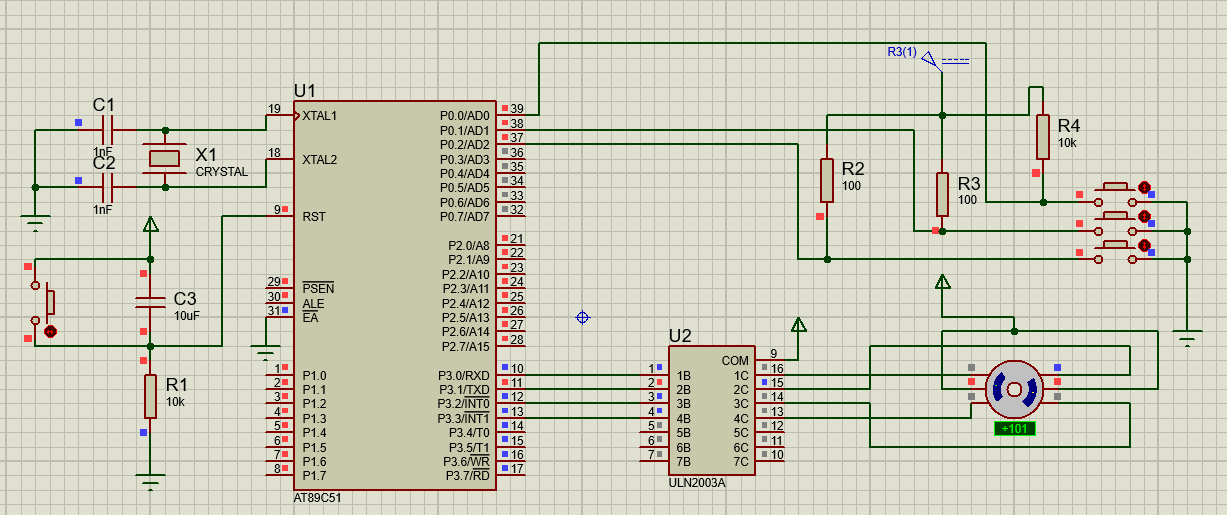 R3(1)
U1
C1
1nF
C2
1nF
X1
CRYSTAL
19
XTAL1
18
XTAL2
9
RST
29
PSEN
30
ALE
31
EA
1
P1.0
2
P1.1
3
P1.2
4
P1.3
5
P1.4
6
P1.5
7
P1.6
8
P1.7
P0.0/AD0
39
P0.1/AD1
38
P0.2/AD2
37
P0.3/AD3
36
P0.4/AD4
35
P0.5/AD5
34
P0.6/AD6
33
P0.7/AD7
32
P2.0/A8
21
P2.1/A9
22
P2.2/A10
23
P2.3/A11
24
P2.4/A12
25
P2.5/A13
26
P2.6/A14
27
P2.7/A15
28
P3.0/RXD
10
P3.1/TXD
11
P3.2/INT0
12
P3.3/INT1
13
P3.4/T0
14
P3.5/T1
15
P3.6/WR
16
P3.7/RD
17
AT89C51
C3
10uF
R1
10k
R2
100
R3
100
R4
10k
U2
COM
9
1
1B
1C
16
2
2B
2C
15
3
3B
3C
14
4
4B
4C
13
5
5B
5C
12
6
6B
6C
11
7
7B
7C
10
ULN2003A
+101